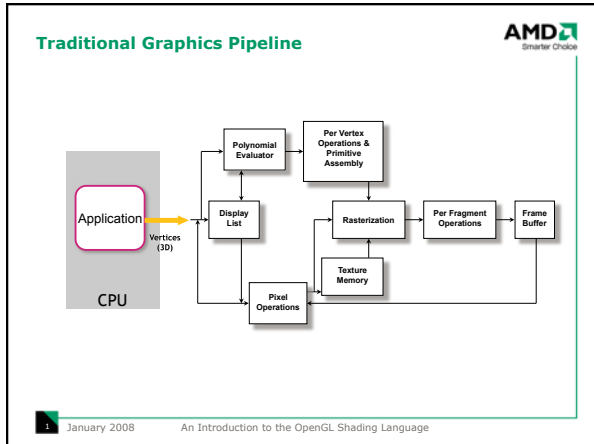 Traditional Graphics Pipeline
AMD
Smarter Choice
Polynomial
Evaluator
Per Vertex
Operations &
Primitive
Assembly
Application
Vertices
(3D)
CPU
Display
List
Rasterization
Per Fragment
Operations
Frame
Buffer
Texture
Memory
Pixel
Operations
1 January 2008 An Introduction to the OpenGL Shading Language